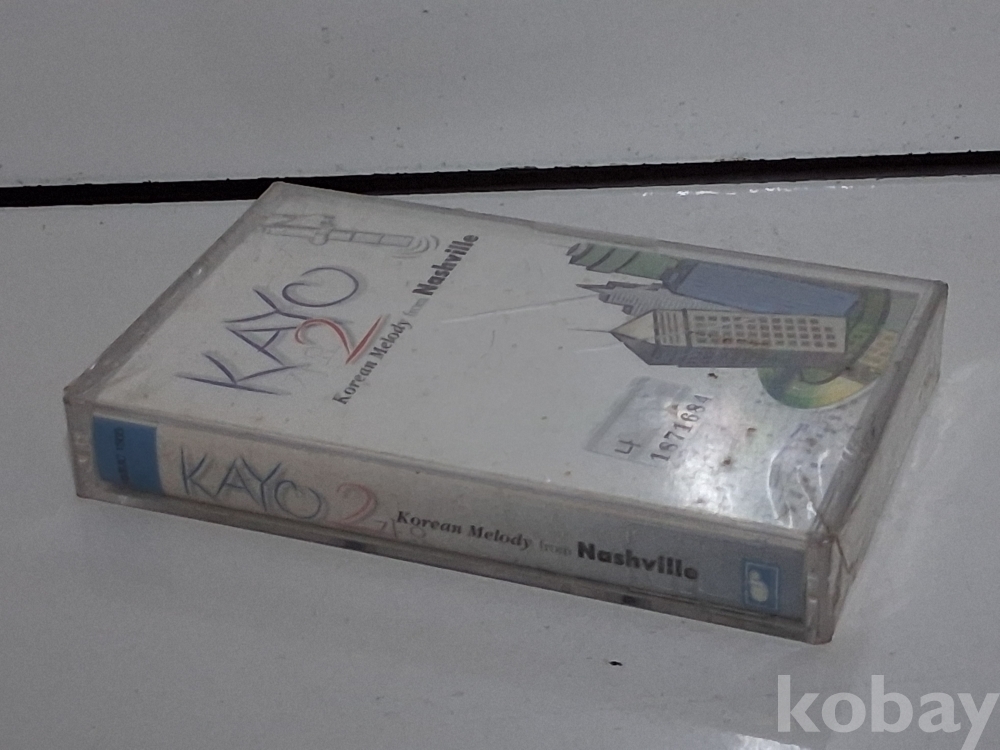 KAYO
2
Korean Melody from Nashville
4
1871684
KAYO 2
Korean Melody from Nashville
kobay